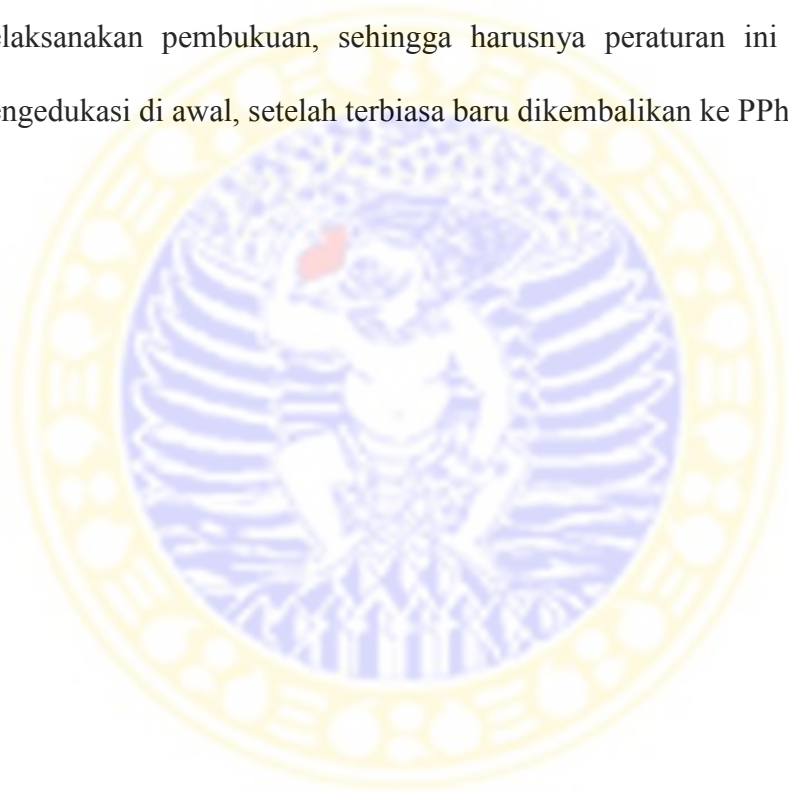 elaksanakan pembukuan, sehingga harusnya peraturan ini
engedukasi di awal, setelah terbiasa baru dikembalikan ke PPh